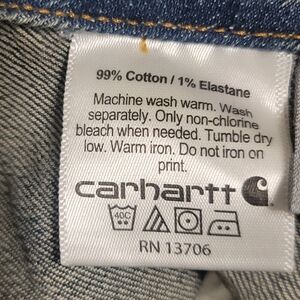 99% Cotton / 1% Elastane
Machine wash warm. Wash
separately. Only non-chlorine
bleach when needed. Tumble dry
low. Warm iron. Do not iron on
print.
carhartt
40C
RN 13706